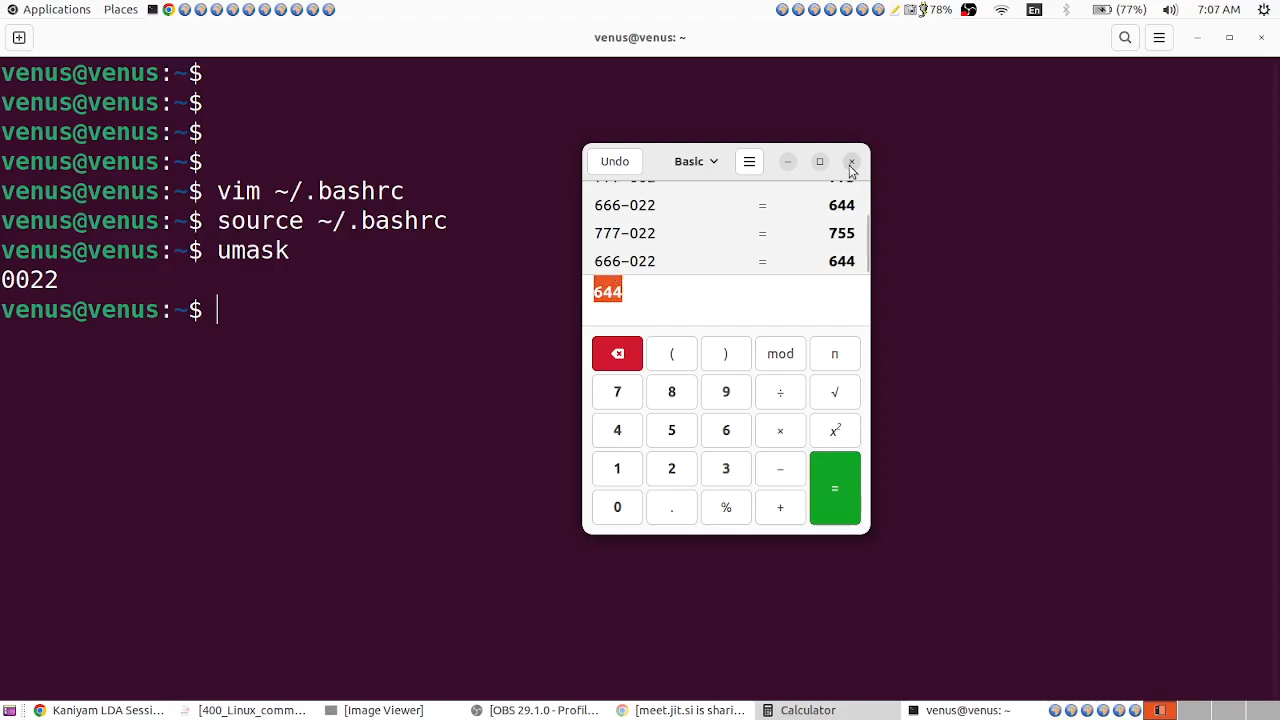 Applications Places 78% En (77%) 7:07 AM
venus@venus: ~
venus@venus:~$
venus@venus:~$
venus@venus:~$
venus@venus:~$
venus@venus:~$ vim ~/.bashrc
venus@venus:~$ source ~/.bashrc
venus@venus:~$ umask
0022
venus@venus:~$
Undo Basic
666−022 = 644
777−022 = 755
666−022 = 644
644
( ) mod π
7 8 9 ÷ √
4 5 6 × x²
1 2 3 − =
0 . % +
Kaniyam LDA Sessi... [400_Linux_comm... [Image Viewer] [OBS 29.1.0 - Profil... [meet.jit.si is shari... Calculator venus@venus: ~